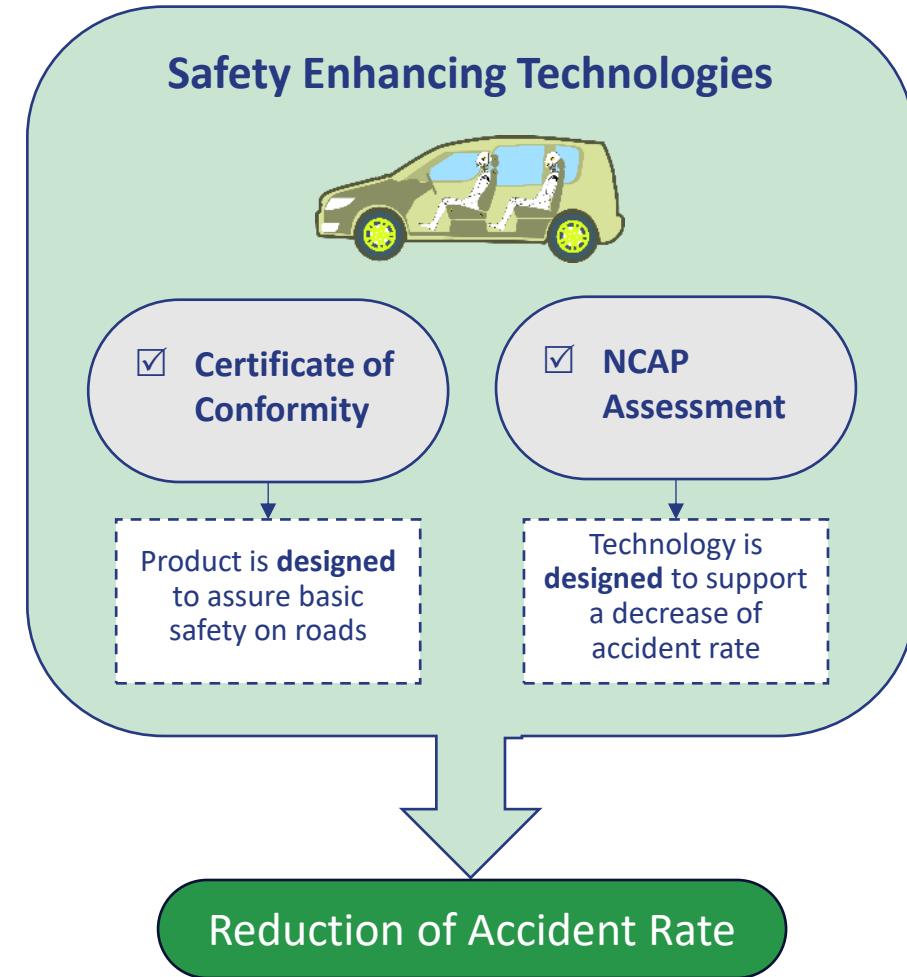 Safety Enhancing Technologies
☑ Certificate of
Conformity
☑ NCAP
Assessment
Product is designed
to assure basic
safety on roads
Technology is
designed to support
a decrease of
accident rate
Reduction of Accident Rate